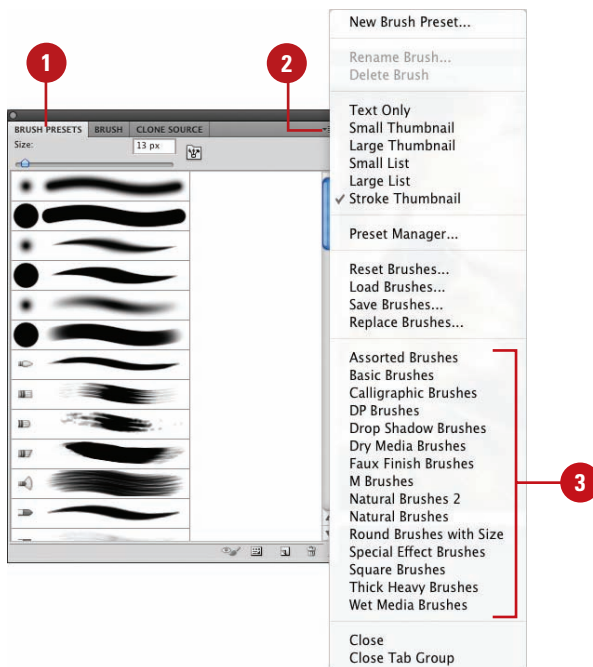 New Brush Preset...
1
2
Rename Brush...
Delete Brush
Text Only
Small Thumbnail
Large Thumbnail
Small List
Large List
✓ Stroke Thumbnail
BRUSH PRESETS BRUSH CLONE SOURCE
Size: 13 px
Preset Manager...
Reset Brushes...
Load Brushes...
Save Brushes...
Replace Brushes...
Assorted Brushes
Basic Brushes
Calligraphic Brushes
DP Brushes
Drop Shadow Brushes
Dry Media Brushes
Faux Finish Brushes
M Brushes
Natural Brushes 2
Natural Brushes
Round Brushes with Size
Special Effect Brushes
Square Brushes
Thick Heavy Brushes
Wet Media Brushes
3
Close
Close Tab Group